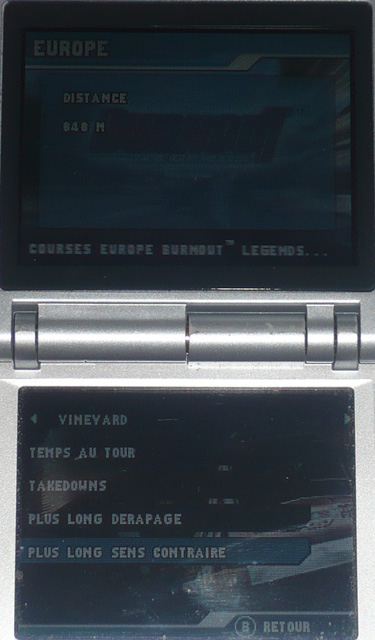 EUROPE
DISTANCE
840 M
COURSES EUROPE BURNOUT™ LEGENDS...
VINEYARD
TEMPS AU TOUR
TAKEDOWNS
PLUS LONG DERAPAGE
PLUS LONG SENS CONTRAIRE
B RETOUR